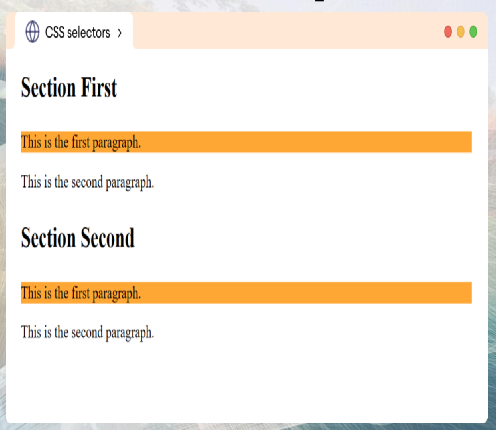 CSS selectors
Section First
This is the first paragraph.
This is the second paragraph.
Section Second
This is the first paragraph.
This is the second paragraph.